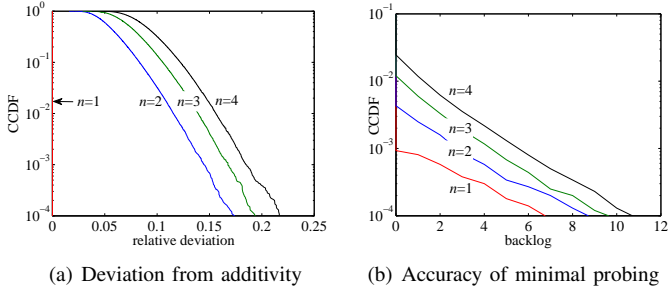 10^0
10^-1
10^-2
10^-3
10^-4
CCDF
n=1
n=2
n=3
n=4
0
0.05
0.1
0.15
0.2
0.25
relative deviation
(a) Deviation from additivity
10^-1
10^-2
10^-3
10^-4
CCDF
n=4
n=3
n=2
n=1
0
2
4
6
8
10
12
backlog
(b) Accuracy of minimal probing